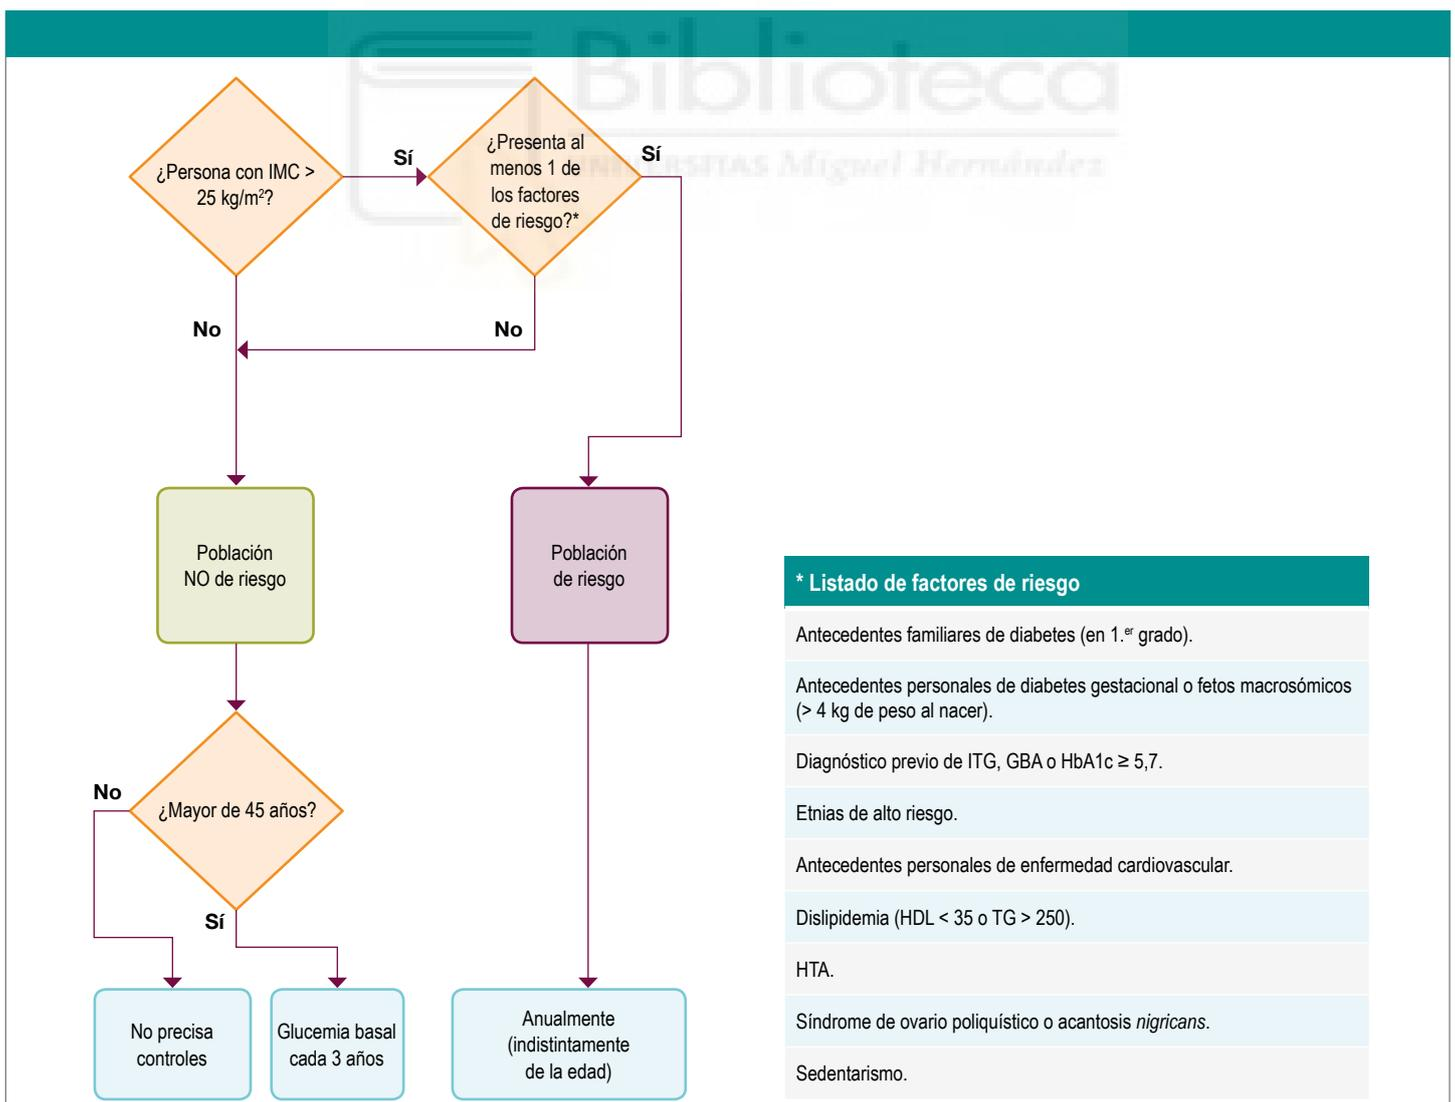 Biblioteca
UNIVERSITAS Miguel Hernández
¿Persona con IMC >
25 kg/m²?
Sí
¿Presenta al
menos 1 de
los factores
de riesgo?*
Sí
No
No
Población
NO de riesgo
Población
de riesgo
¿Mayor de 45 años?
No
Sí
No precisa
controles
Glucemia basal
cada 3 años
Anualmente
(indistintamente
de la edad)
* Listado de factores de riesgo
Antecedentes familiares de diabetes (en 1.er grado).
Antecedentes personales de diabetes gestacional o fetos macrosómicos
(> 4 kg de peso al nacer).
Diagnóstico previo de ITG, GBA o HbA1c ≥ 5,7.
Etnias de alto riesgo.
Antecedentes personales de enfermedad cardiovascular.
Dislipidemia (HDL < 35 o TG > 250).
HTA.
Síndrome de ovario poliquístico o acantosis nigricans.
Sedentarismo.